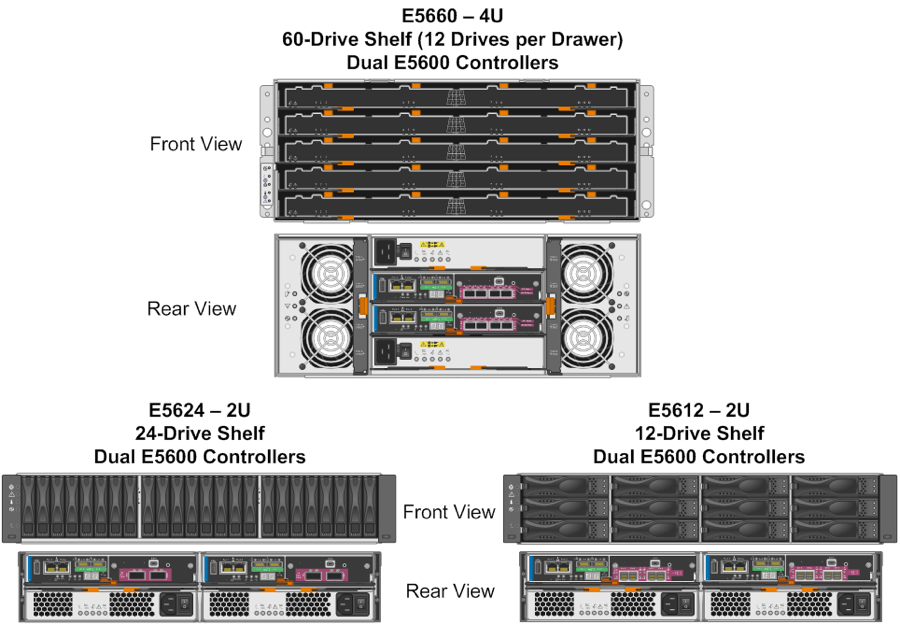 E5660 – 4U
60-Drive Shelf (12 Drives per Drawer)
Dual E5600 Controllers
Front View
Rear View
E5624 – 2U
24-Drive Shelf
Dual E5600 Controllers
E5612 – 2U
12-Drive Shelf
Dual E5600 Controllers
Front View
Rear View